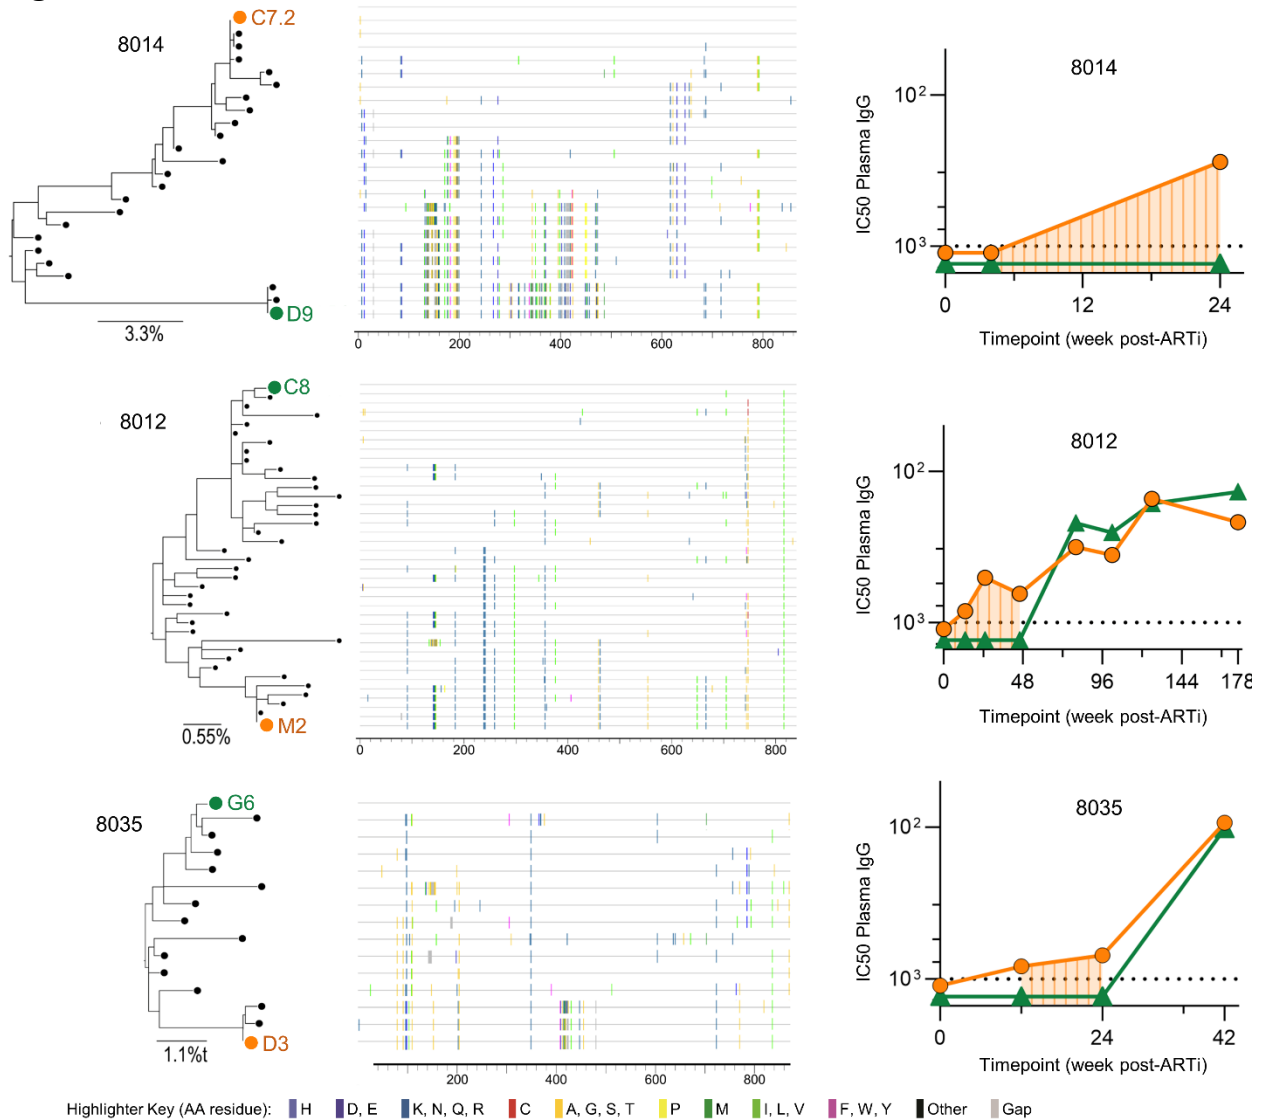 8014
C7.2
D9
3.3%
0 200 400 600 800
8014
IC50 Plasma IgG
10²
10³
0 12 24
Timepoint (week post-ARTi)
8012
C8
M2
0.55%
0 200 400 600 800
8012
IC50 Plasma IgG
10²
10³
0 48 96 144 178
Timepoint (week post-ARTi)
8035
G6
D3
1.1%t
200 400 600 800
8035
IC50 Plasma IgG
10²
10³
0 24 42
Timepoint (week post-ARTi)
Highlighter Key (AA residue): H D, E K, N, Q, R C A, G, S, T P M I, L, V F, W, Y Other Gap